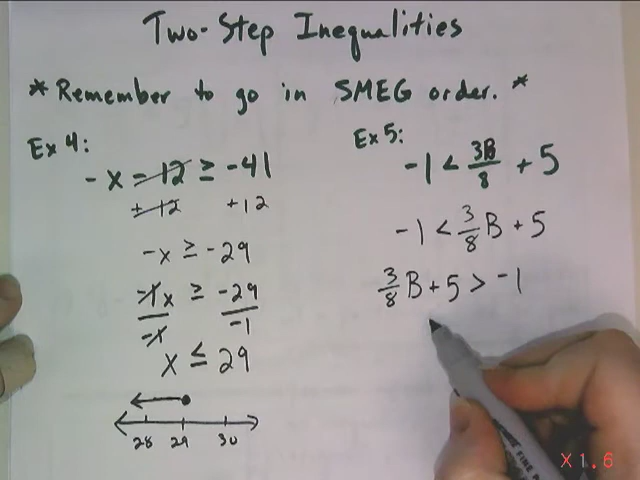 Two-Step Inequalities
* Remember to go in SMEG order. *
Ex 4:
-x - 12 ≥ -41
+ 12 +12
-x ≥ -29
-1x ≥ -29
-x -1
x ≤ 29
28 29 30
Ex 5:
-1 < 3B/8 + 5
-1 < 3/8 B + 5
3/8 B + 5 > -1
FINE
X1.6